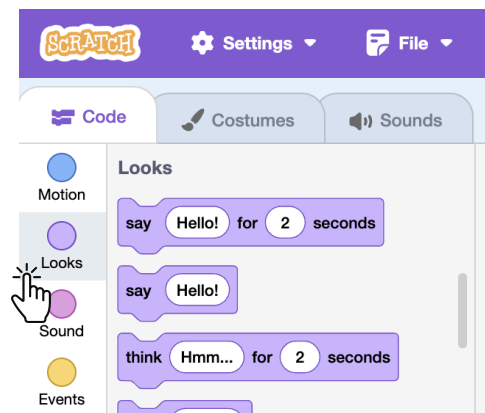 SCRATCH Settings File
Code Costumes Sounds
Motion
Looks
Sound
Events
Looks
say Hello! for 2 seconds
say Hello!
think Hmm... for 2 seconds